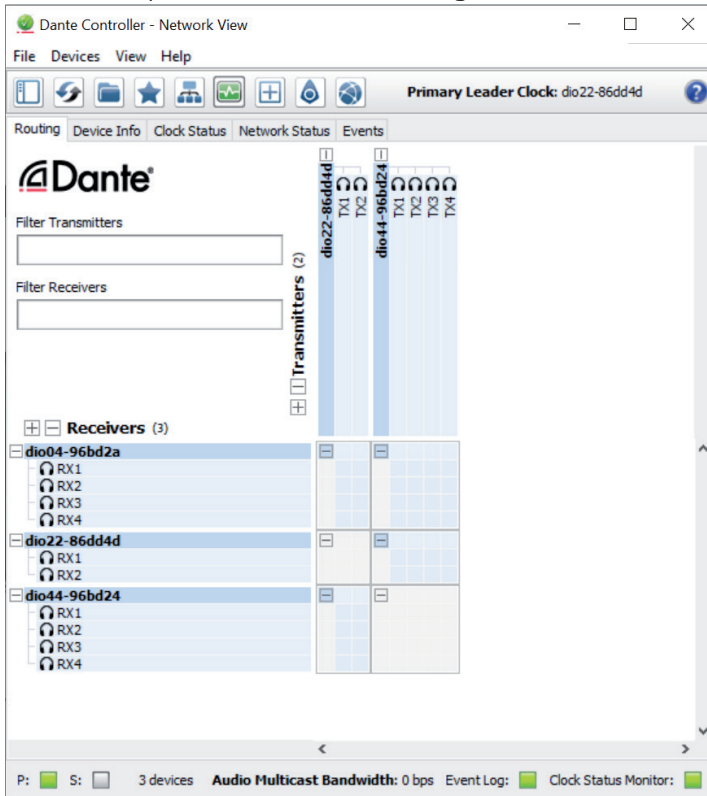 Dante Controller - Network View
File Devices View Help
Primary Leader Clock: dio22-86dd4d
Routing Device Info Clock Status Network Status Events
Dante
Filter Transmitters
Filter Receivers
Transmitters (2)
dio22-86dd4d
TX1
TX2
dio44-96bd24
TX1
TX2
TX3
TX4
Receivers (3)
dio04-96bd2a
RX1
RX2
RX3
RX4
dio22-86dd4d
RX1
RX2
dio44-96bd24
RX1
RX2
RX3
RX4
P: S: 3 devices Audio Multicast Bandwidth: 0 bps Event Log: Clock Status Monitor: